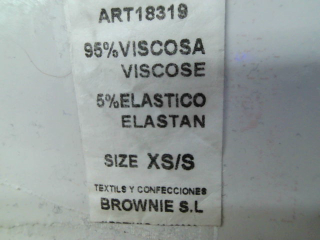 ART18319
95%VISCOSA
VISCOSE
5%ELASTICO
ELASTAN
SIZE XS/S
TEXTILS Y CONFECCIONES
BROWNIE S.L